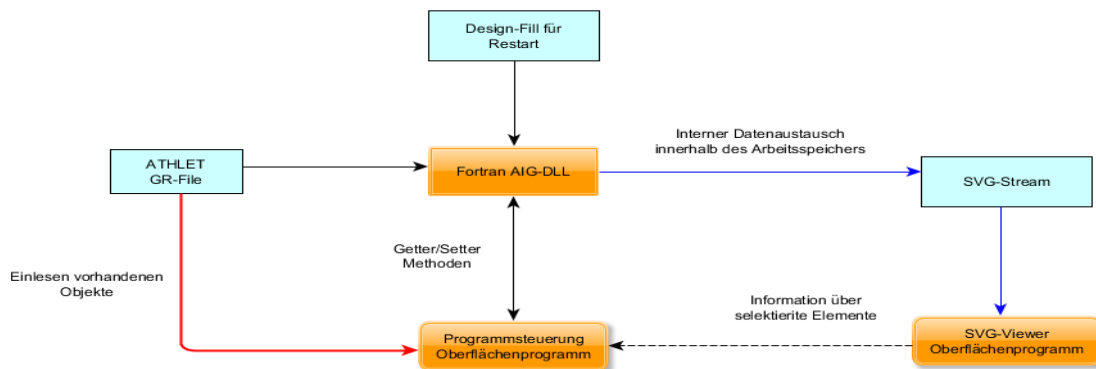 Design-Fill für
Restart
Interner Datenaustausch
innerhalb des Arbeitsspeichers
ATHLET
GR-File
Fortran AIG-DLL
SVG-Stream
Getter/Setter
Methoden
Einlesen vorhandenen
Objekte
Information über
selektierite Elemente
Programmsteuerung
Oberflächenprogramm
SVG-Viewer
Oberflächenprogramm